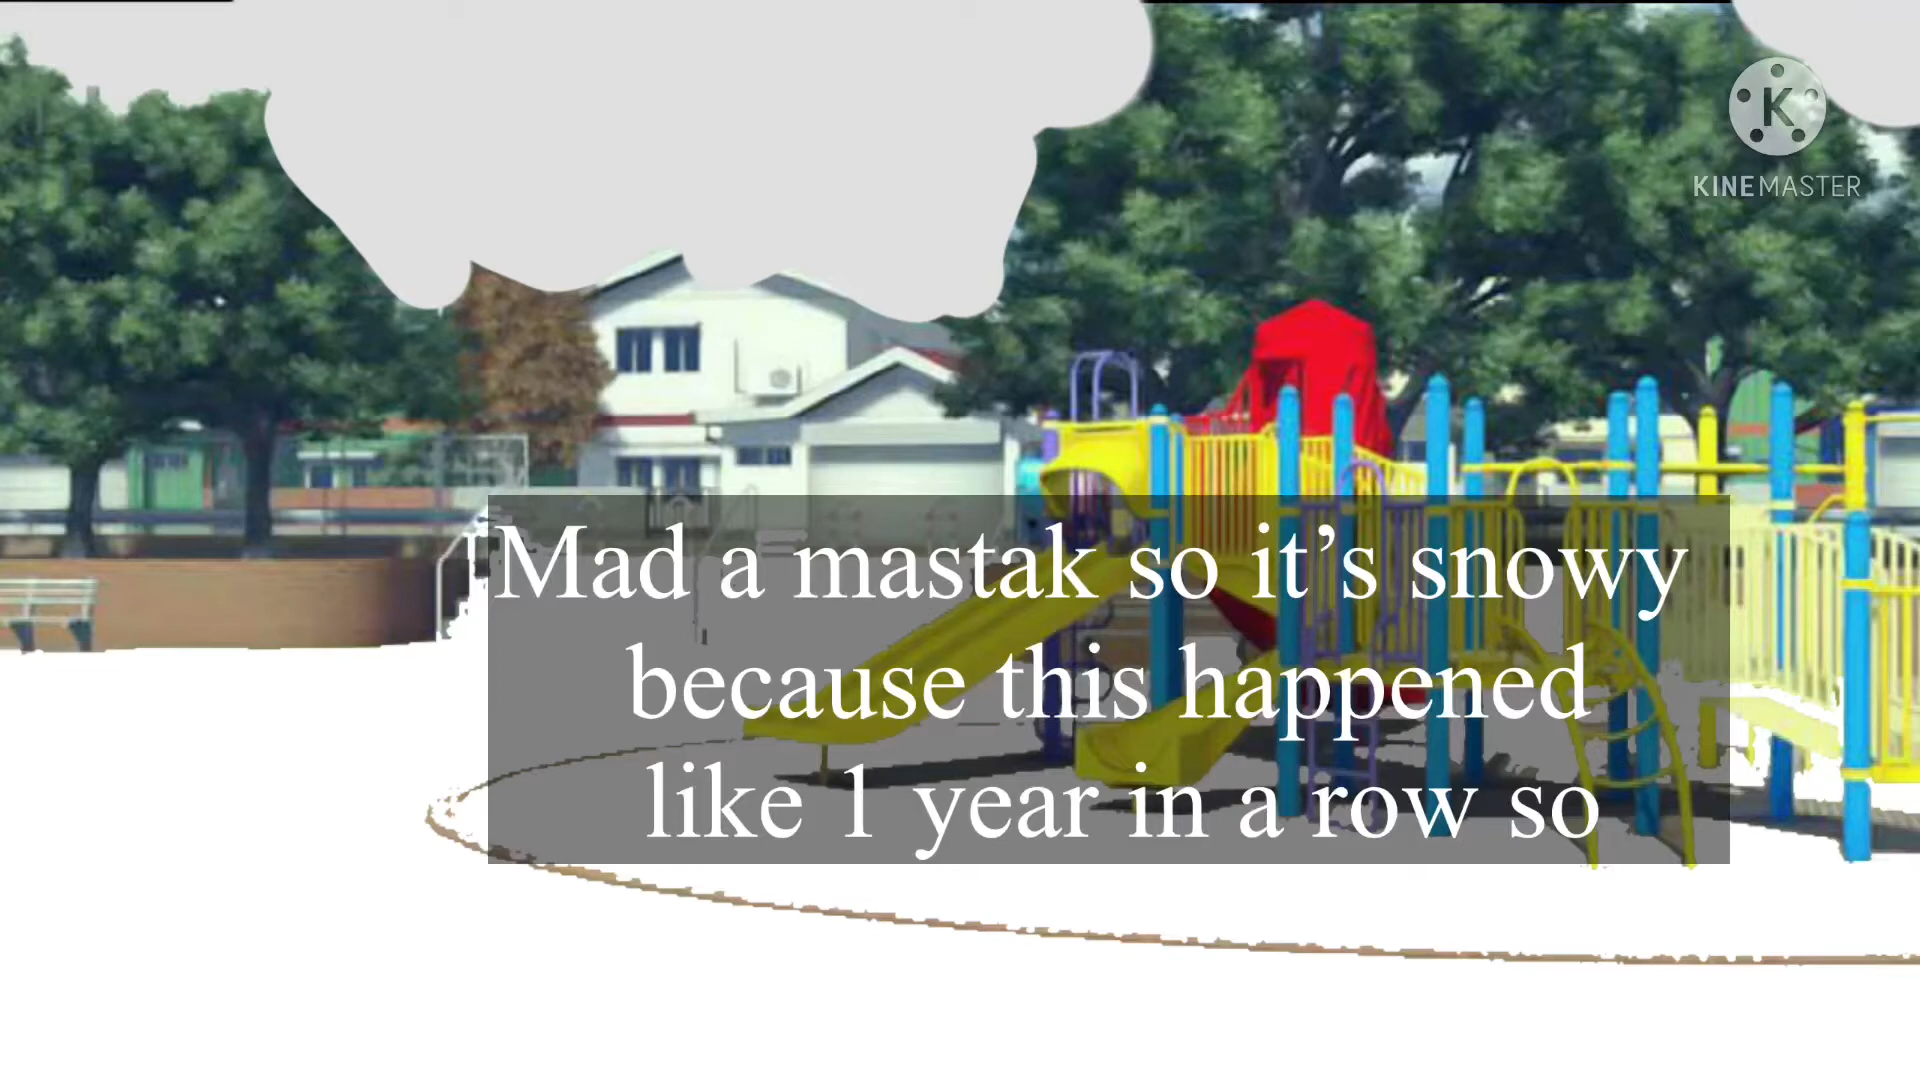 K
KINEMASTER
Mad a mastak so it’s snowy
because this happened
like 1 year in a row so